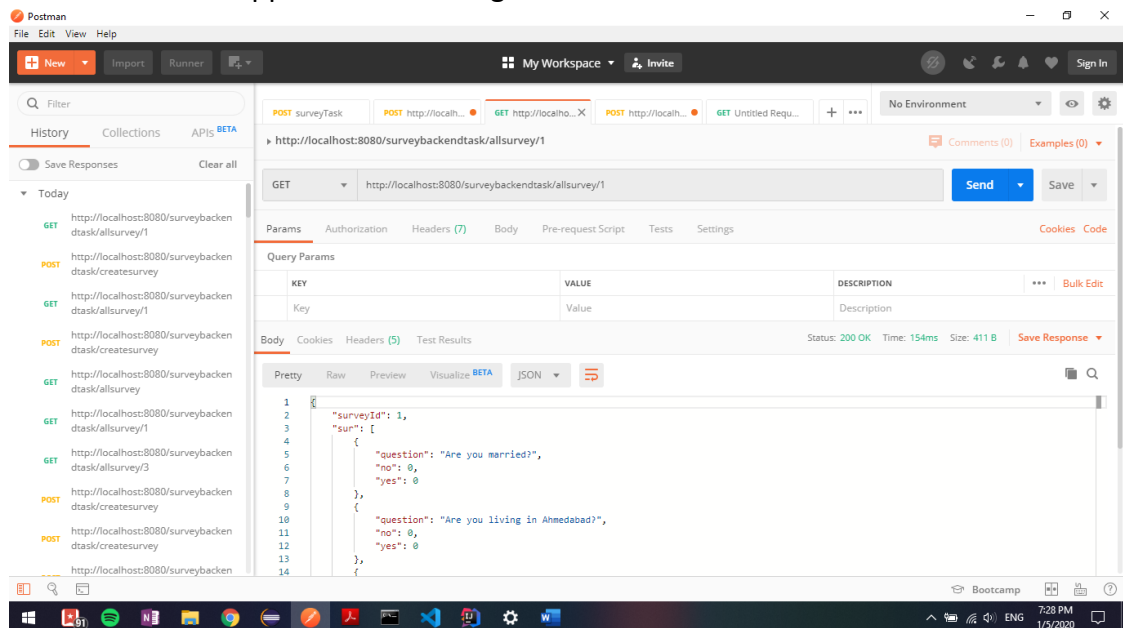 Postman
File Edit View Help
New Import Runner My Workspace Invite Sign In
Filter
History Collections APIs BETA
Save Responses Clear all
Today
GET http://localhost:8080/surveybackendtask/allsurvey/1
POST http://localhost:8080/surveybackendtask/createsurvey
GET http://localhost:8080/surveybackendtask/allsurvey/1
POST http://localhost:8080/surveybackendtask/createsurvey
GET http://localhost:8080/surveybackendtask/allsurvey
GET http://localhost:8080/surveybackendtask/allsurvey/1
GET http://localhost:8080/surveybackendtask/allsurvey/3
POST http://localhost:8080/surveybackendtask/createsurvey
POST http://localhost:8080/surveybackendtask/createsurvey
http://localhost:8080/surveybacken
POST surveyTask POST http://localh... GET http://localho... X POST http://localh... GET Untitled Requ... + ...
No Environment
http://localhost:8080/surveybackendtask/allsurvey/1 Comments (0) Examples (0)
GET http://localhost:8080/surveybackendtask/allsurvey/1 Send Save
Params Authorization Headers (7) Body Pre-request Script Tests Settings Cookies Code
Query Params
KEY VALUE DESCRIPTION ... Bulk Edit
Key Value Description
Body Cookies Headers (5) Test Results Status: 200 OK Time: 154ms Size: 411 B Save Response
Pretty Raw Preview Visualize BETA JSON
1 {
2 "surveyId": 1,
3 "sur": [
4 {
5 "question": "Are you married?",
6 "no": 0,
7 "yes": 0
8 },
9 {
10 "question": "Are you living in Ahmedabad?",
11 "no": 0,
12 "yes": 0
13 },
14 {
Bootcamp
91
ENG 7:28 PM
1/5/2020